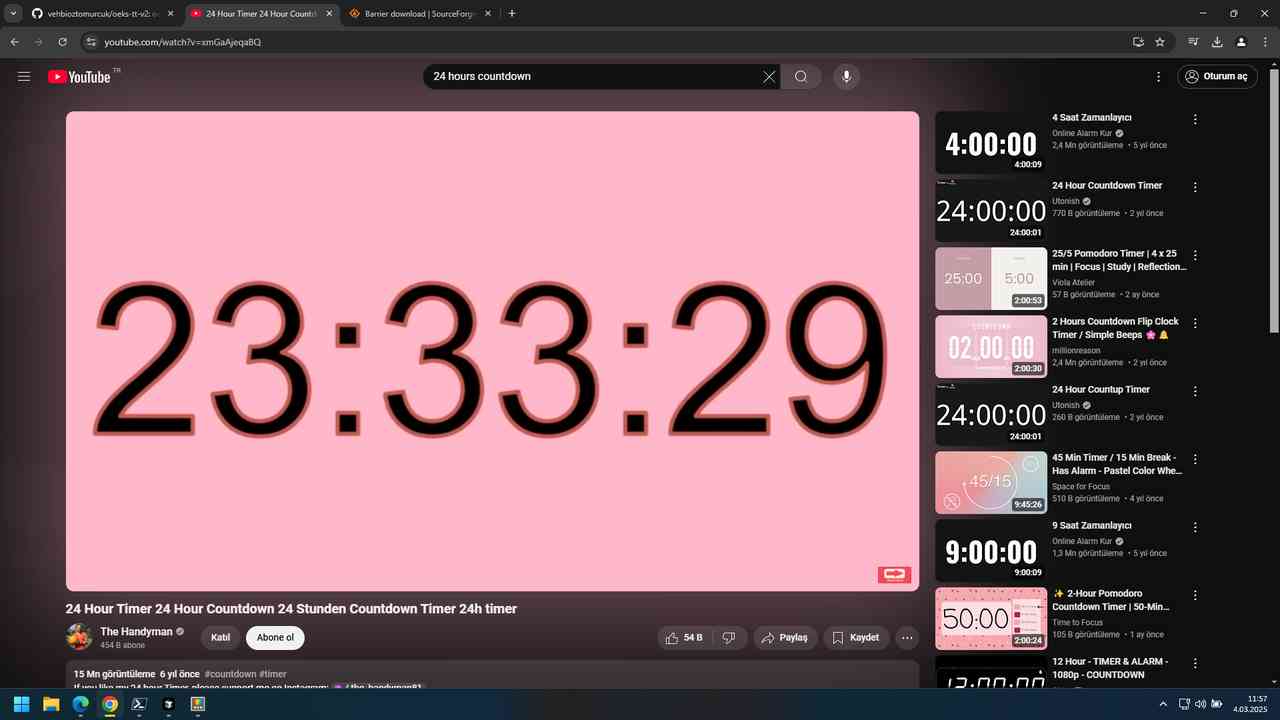 vehbioztomurcuk/oeks-tt-v2:
24 Hour Timer 24 Hour Countd
Barrier download | SourceForg
youtube.com/watch?v=xmGaAjeqaBQ
YouTube TR
24 hours countdown
Oturum aç
23:33:29
24 Hour Timer 24 Hour Countdown 24 Stunden Countdown Timer 24h timer
The Handyman
454 B abone
Katıl
Abone ol
54 B
Paylaş
Kaydet
15 Mn görüntüleme 6 yıl önce #countdown #timer
If you like my 24 hour Timer, please support me on Instagram: / the_handyman81
4:00:00
4:00:09
4 Saat Zamanlayıcı
Online Alarm Kur
2,4 Mn görüntüleme • 5 yıl önce
24:00:00
24:00:01
24 Hour Countdown Timer
Utonish
770 B görüntüleme • 2 yıl önce
25:00 5:00
2:00:53
25/5 Pomodoro Timer | 4 x 25
min | Focus | Study | Reflection...
Viola Atelier
57 B görüntüleme • 2 ay önce
COUNTDOWN
02 00 00
2:00:30
2 Hours Countdown Flip Clock
Timer / Simple Beeps 🌸 🔔
millionreason
2,4 Mn görüntüleme • 2 yıl önce
24:00:00
24:00:01
24 Hour Countup Timer
Utonish
260 B görüntüleme • 2 yıl önce
45/15
9:45:26
45 Min Timer / 15 Min Break -
Has Alarm - Pastel Color Whe...
Space for Focus
510 B görüntüleme • 4 yıl önce
9:00:00
9:00:09
9 Saat Zamanlayıcı
Online Alarm Kur
1,3 Mn görüntüleme • 5 yıl önce
50:00
2:00:24
✨ 2-Hour Pomodoro
Countdown Timer | 50-Min...
Time to Focus
105 B görüntüleme • 1 ay önce
12:00:00
12 Hour - TIMER & ALARM -
1080p - COUNTDOWN
11:57
4.03.2025